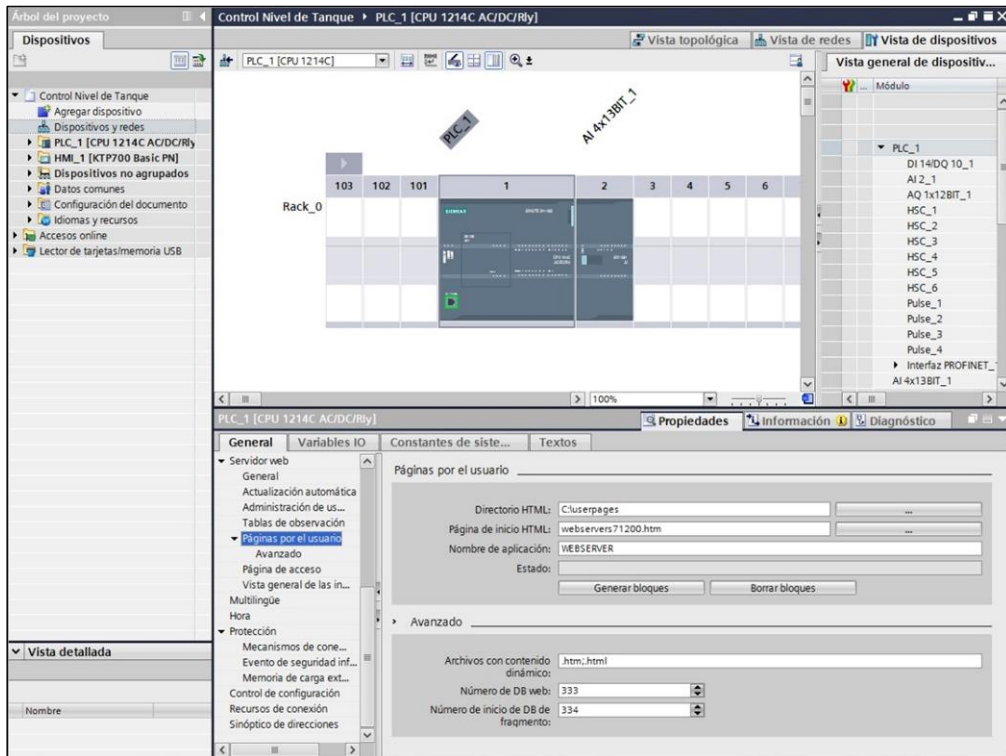 Árbol del proyecto
Dispositivos
Control Nivel de Tanque
Agregar dispositivo
Dispositivos y redes
PLC_1 [CPU 1214C AC/DC/Rly
HMI_1 [KTP700 Basic PN]
Dispositivos no agrupados
Datos comunes
Configuración del documento
Idiomas y recursos
Accesos online
Lector de tarjetas/memoria USB
Vista detallada
Nombre
Control Nivel de Tanque PLC_1 [CPU 1214C AC/DC/Rly]
Vista topológica Vista de redes Vista de dispositivos
PLC_1 [CPU 1214C]
PLC_1
AI 4x13BIT_1
103 102 101 1 2 3 4 5 6
Rack_0
SIEMENS
100%
Vista general de dispositiv...
... Módulo
PLC_1
DI 14/DQ 10_1
AI 2_1
AQ 1x12BIT_1
HSC_1
HSC_2
HSC_3
HSC_4
HSC_5
HSC_6
Pulse_1
Pulse_2
Pulse_3
Pulse_4
Interfaz PROFINET_
AI 4x13BIT_1
PLC_1 [CPU 1214C AC/DC/Rly]
Propiedades Información Diagnóstico
General Variables IO Constantes de siste... Textos
Servidor web
General
Actualización automática
Administración de us...
Tablas de observación
Páginas por el usuario
Avanzado
Página de acceso
Vista general de las in...
Multilingüe
Hora
Protección
Mecanismos de cone...
Evento de seguridad inf...
Memoria de carga ext...
Control de configuración
Recursos de conexión
Sinóptico de direcciones
Páginas por el usuario
Directorio HTML: C:\userpages ...
Página de inicio HTML: webservers71200.htm ...
Nombre de aplicación: WEBSERVER
Estado:
Generar bloques Borrar bloques
Avanzado
Archivos con contenido dinámico: .htm;.html
Número de DB web: 333
Número de inicio de DB de fragmento: 334